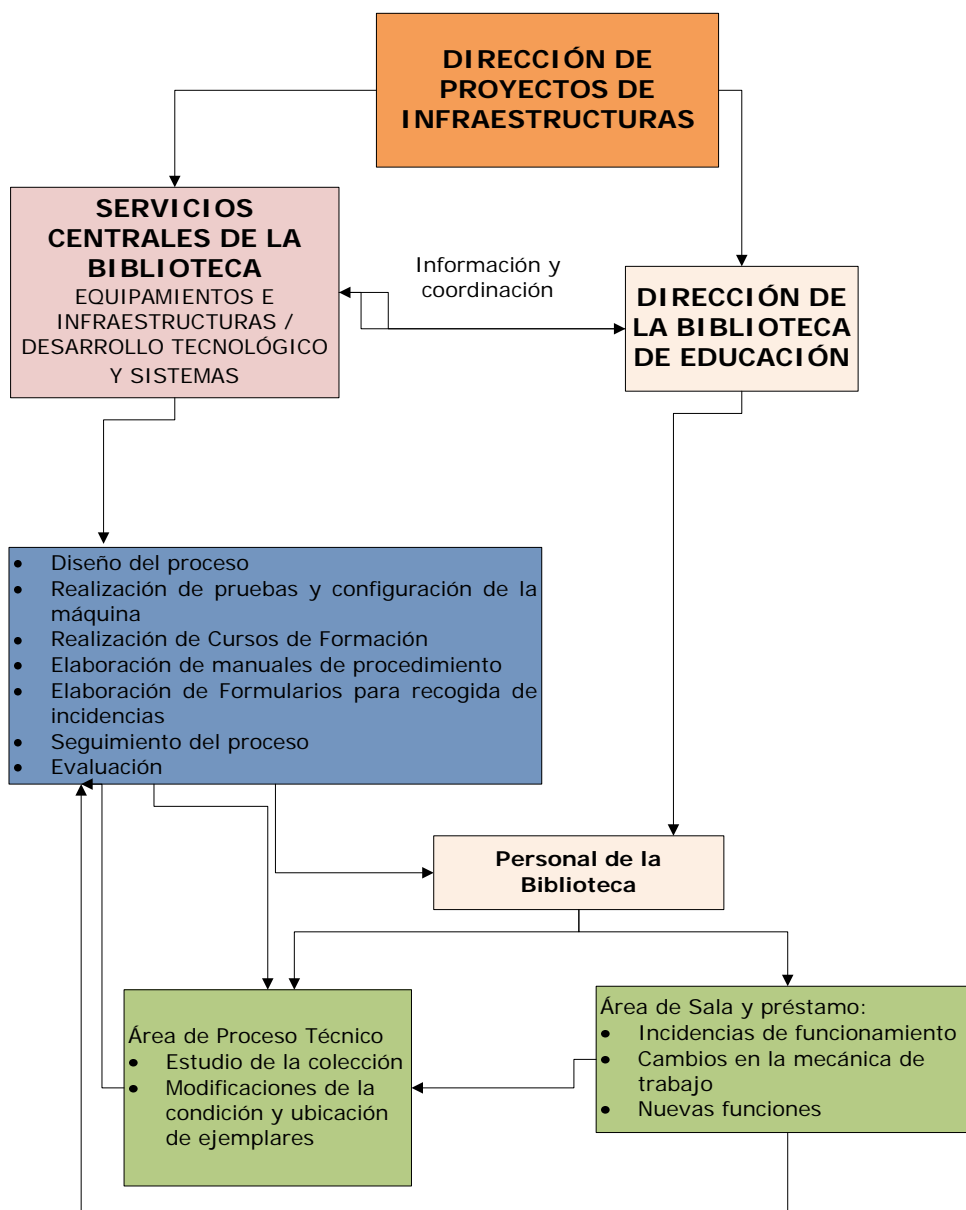 DIRECCIÓN DE
PROYECTOS DE
INFRAESTRUCTURAS
SERVICIOS
CENTRALES DE LA
BIBLIOTECA
EQUIPAMIENTOS E
INFRAESTRUCTURAS /
DESARROLLO TECNOLÓGICO
Y SISTEMAS
Información y
coordinación
DIRECCIÓN DE
LA BIBLIOTECA
DE EDUCACIÓN
• Diseño del proceso
• Realización de pruebas y configuración de la
máquina
• Realización de Cursos de Formación
• Elaboración de manuales de procedimiento
• Elaboración de Formularios para recogida de
incidencias
• Seguimiento del proceso
• Evaluación
Personal de la
Biblioteca
Área de Proceso Técnico
• Estudio de la colección
• Modificaciones de la
condición y ubicación
de ejemplares
Área de Sala y préstamo:
• Incidencias de funcionamiento
• Cambios en la mecánica de
trabajo
• Nuevas funciones